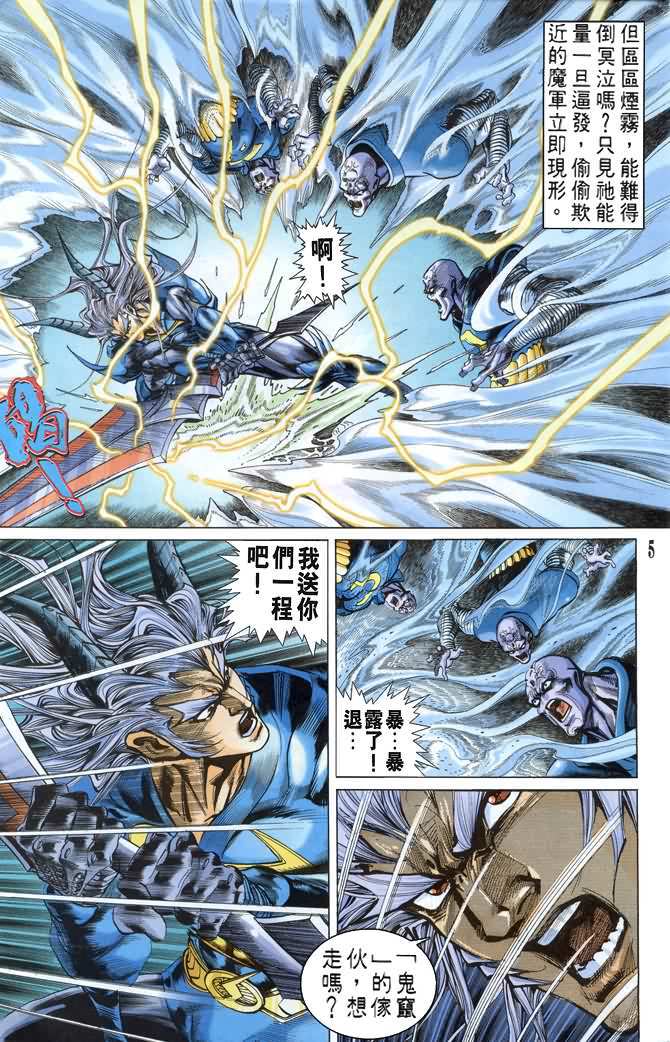 但區區煙霧，能難得
倒冥泣嗎？只見祂能
量一旦逼發，偷偷欺
近的魔軍立即現形。
啊！
喝！
5
暴…暴
露了！
退…
我送你
們一程
吧！
「鬼竄
」的傢
伙，想
走嗎？